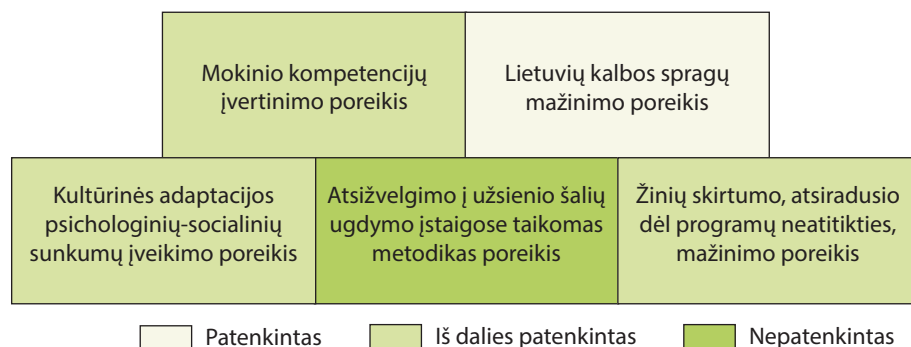 Mokinio kompetencijų
įvertinimo poreikis
Lietuvių kalbos spragų
mažinimo poreikis
Kultūrinės adaptacijos
psichologinių-socialinių
sunkumų įveikimo poreikis
Atsižvelgimo į užsienio šalių
ugdymo įstaigose taikomas
metodikas poreikis
Žinių skirtumo, atsiradusio
dėl programų neatitikties,
mažinimo poreikis
Patenkintas
Iš dalies patenkintas
Nepatenkintas